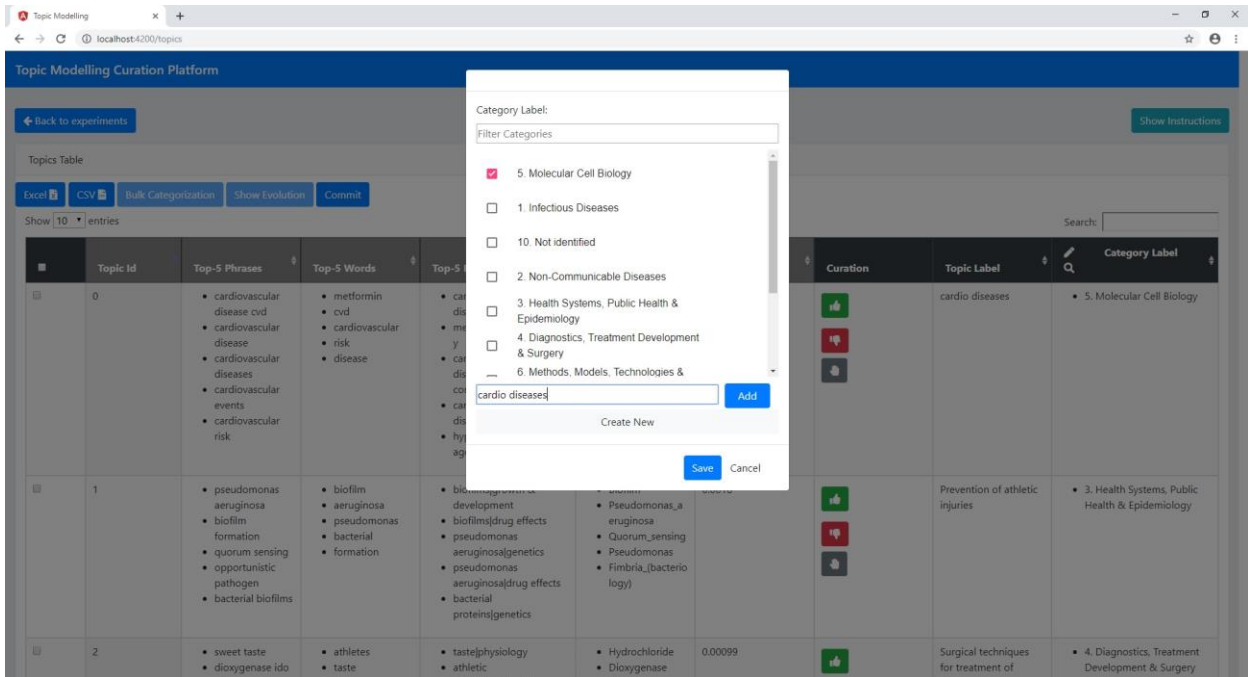 Topic Modelling
localhost:4200/topics
Topic Modelling Curation Platform
Back to experiments
Show Instructions
Topics Table
Excel CSV Bulk Categorization Show Evolution Commit
Show 10 entries
Search:
Category Label:
Filter Categories
5. Molecular Cell Biology
1. Infectious Diseases
10. Not identified
2. Non-Communicable Diseases
3. Health Systems, Public Health &
Epidemiology
4. Diagnostics, Treatment Development
& Surgery
6. Methods, Models, Technologies &
cardio diseases
Add
Create New
Save Cancel
Topic Id
Top-5 Phrases
Top-5 Words
Top-5
Curation
Topic Label
Category Label
0
cardiovascular
disease cvd
cardiovascular
disease
cardiovascular
diseases
cardiovascular
events
cardiovascular
risk
metformin
cvd
cardiovascular
risk
disease
cardio diseases
5. Molecular Cell Biology
1
pseudomonas
aeruginosa
biofilm
formation
quorum sensing
opportunistic
pathogen
bacterial biofilms
biofilm
aeruginosa
pseudomonas
bacterial
formation
development
biofilms|drug effects
pseudomonas
aeruginosa|genetics
pseudomonas
aeruginosa|drug effects
bacterial
proteins|genetics
Pseudomonas_a
eruginosa
Quorum_sensing
Pseudomonas
Fimbria_(bacterio
logy)
Prevention of athletic
injuries
3. Health Systems, Public
Health & Epidemiology
2
sweet taste
dioxygenase ido
athletes
taste
taste|physiology
athletic
Hydrochloride
Dioxygenase
0.00099
Surgical techniques
for treatment of
4. Diagnostics, Treatment
Development & Surgery